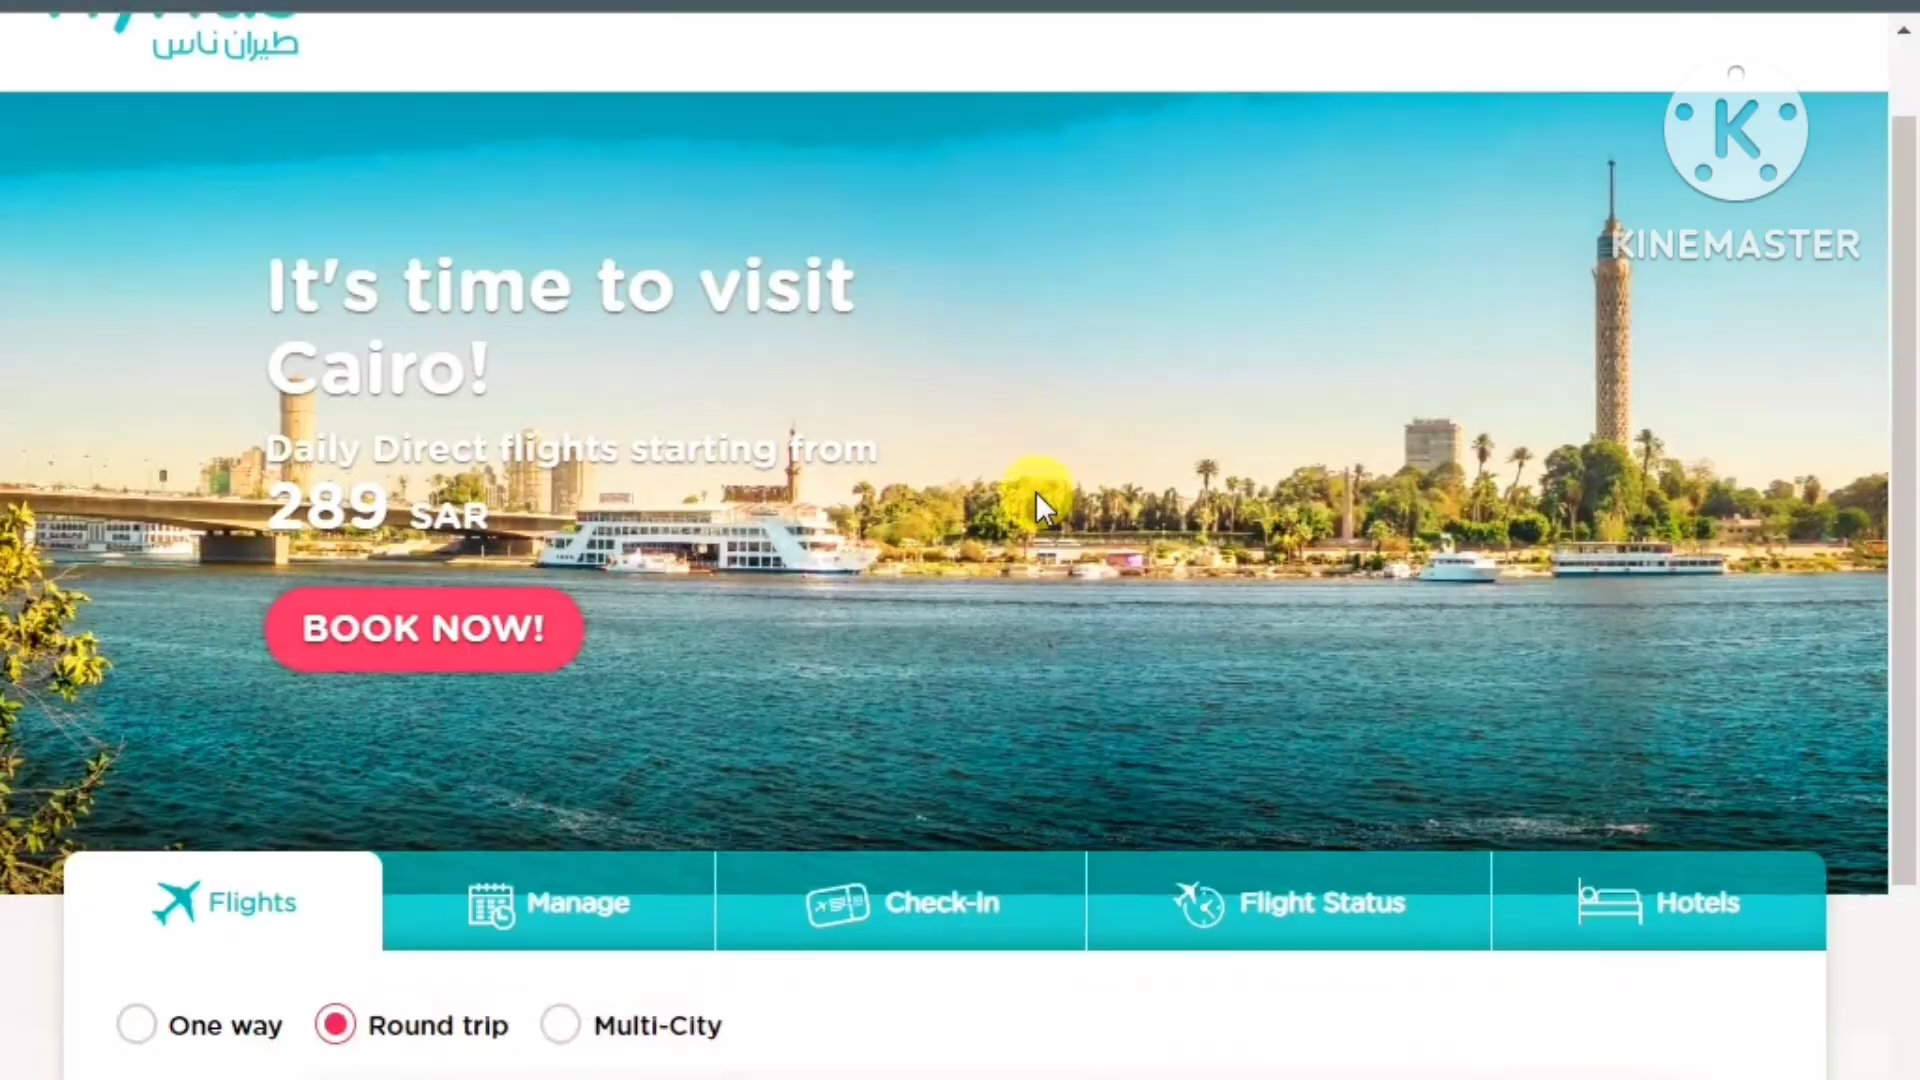 طيران ناس
K
KINEMASTER
It's time to visit
Cairo!
Daily Direct flights starting from
289 SAR
BOOK NOW!
Flights
Manage
Check-in
Flight Status
Hotels
One way
Round trip
Multi-City